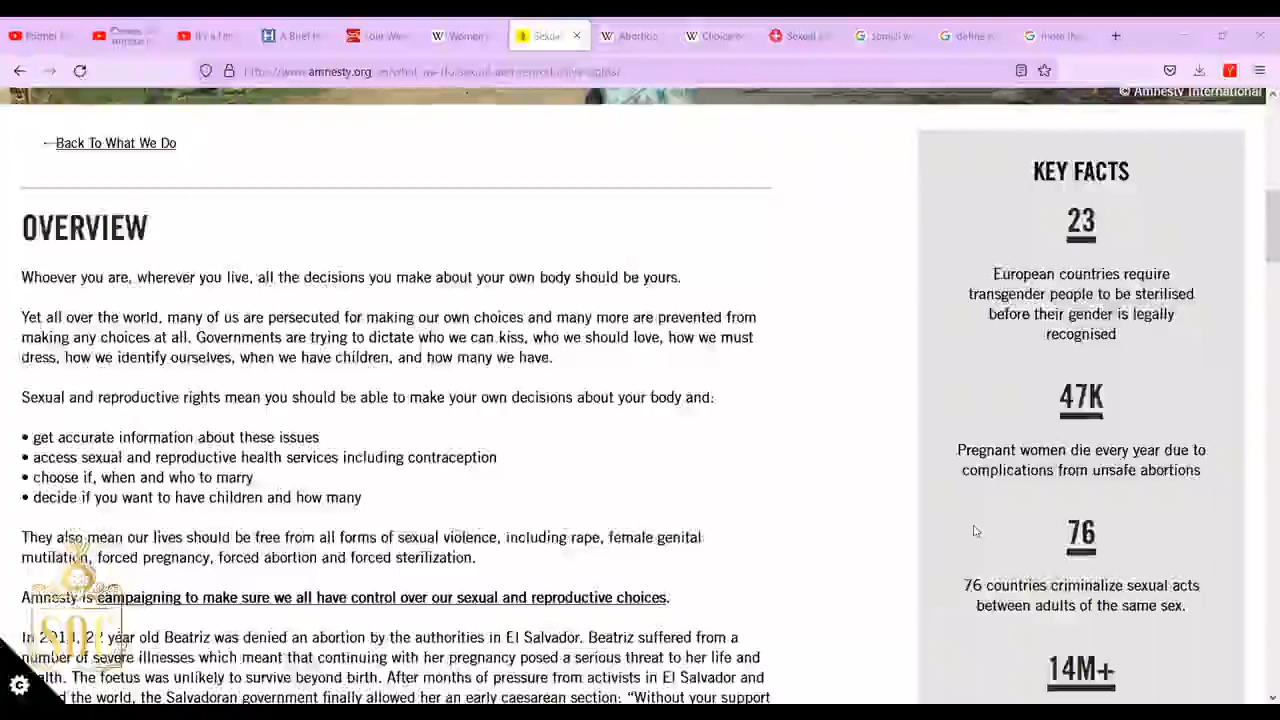 A Brief H
Women'
Sexua
Abortio
Sexual
define
https://www.amnesty.org
© Amnesty International
←Back To What We Do
OVERVIEW
Whoever you are, wherever you live, all the decisions you make about your own body should be yours.
Yet all over the world, many of us are persecuted for making our own choices and many more are prevented from
making any choices at all. Governments are trying to dictate who we can kiss, who we should love, how we must
dress, how we identify ourselves, when we have children, and how many we have.
Sexual and reproductive rights mean you should be able to make your own decisions about your body and:
• get accurate information about these issues
• access sexual and reproductive health services including contraception
• choose if, when and who to marry
• decide if you want to have children and how many
They also mean our lives should be free from all forms of sexual violence, including rape, female genital
mutilation, forced pregnancy, forced abortion and forced sterilization.
Amnesty is campaigning to make sure we all have control over our sexual and reproductive choices.
In year old Beatriz was denied an abortion by the authorities in El Salvador. Beatriz suffered from a
number of severe illnesses which meant that continuing with her pregnancy posed a serious threat to her life and
The foetus was unlikely to survive beyond birth. After months of pressure from activists in El Salvador and
the world, the Salvadoran government finally allowed her an early caesarean section: “Without your support
KEY FACTS
23
European countries require
transgender people to be sterilised
before their gender is legally
recognised
47K
Pregnant women die every year due to
complications from unsafe abortions
76
76 countries criminalize sexual acts
between adults of the same sex.
14M+